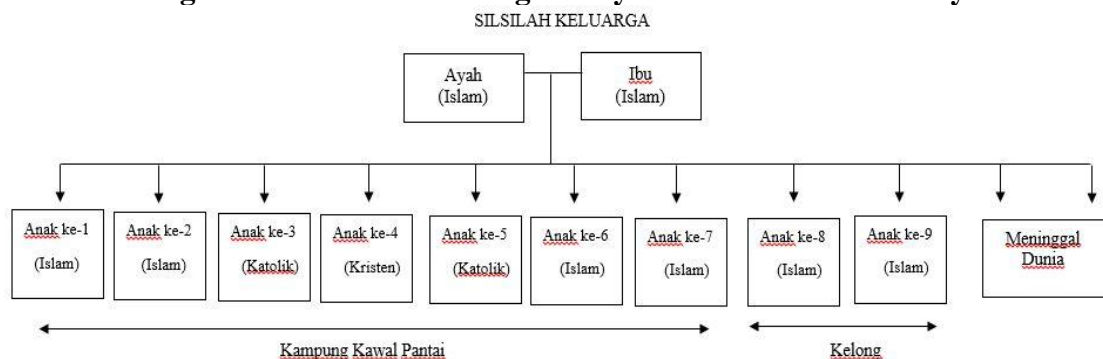 SILSILAH KELUARGA
Ayah
(Islam)
Ibu
(Islam)
Anak ke-1
(Islam)
Anak ke-2
(Islam)
Anak ke-3
(Katolik)
Anak ke-4
(Kristen)
Anak ke-5
(Katolik)
Anak ke-6
(Islam)
Anak ke-7
(Islam)
Anak ke-8
(Islam)
Anak ke-9
(Islam)
Meninggal
Dunia
Kampung Kawal Pantai
Kelong